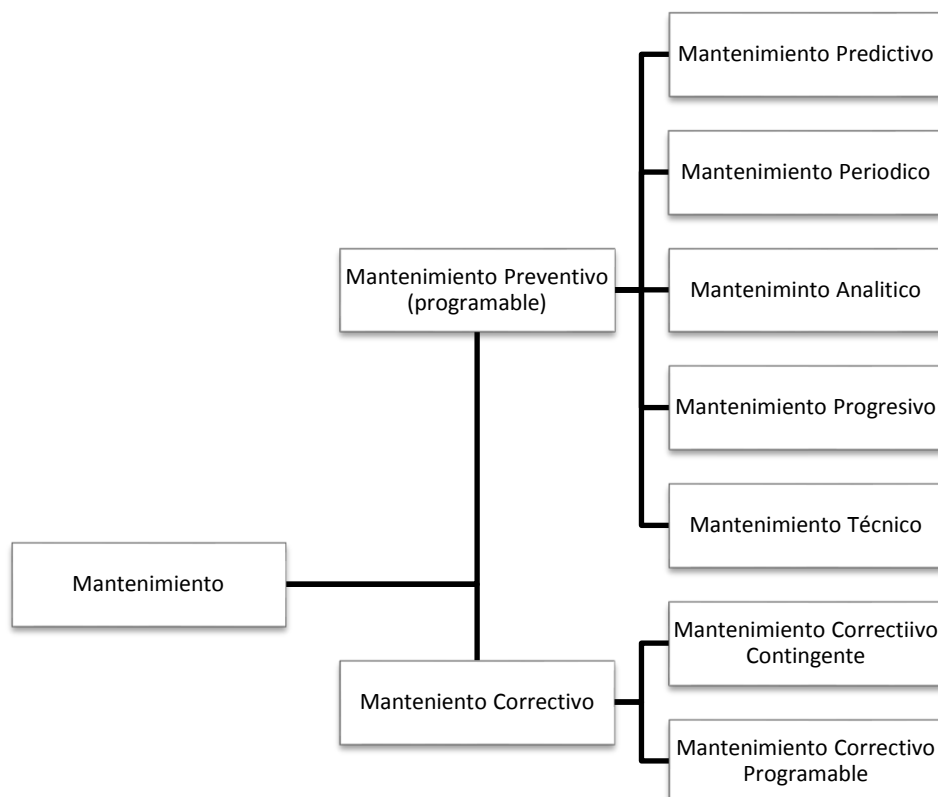 Mantenimiento Predictivo
Mantenimiento Periodico
Mantenimiento Preventivo
(programable)
Manteniminto Analitico
Mantenimiento Progresivo
Mantenimiento Técnico
Mantenimiento
Mantenimiento Correctiivo
Contingente
Manteniento Correctivo
Mantenimiento Correctivo
Programable